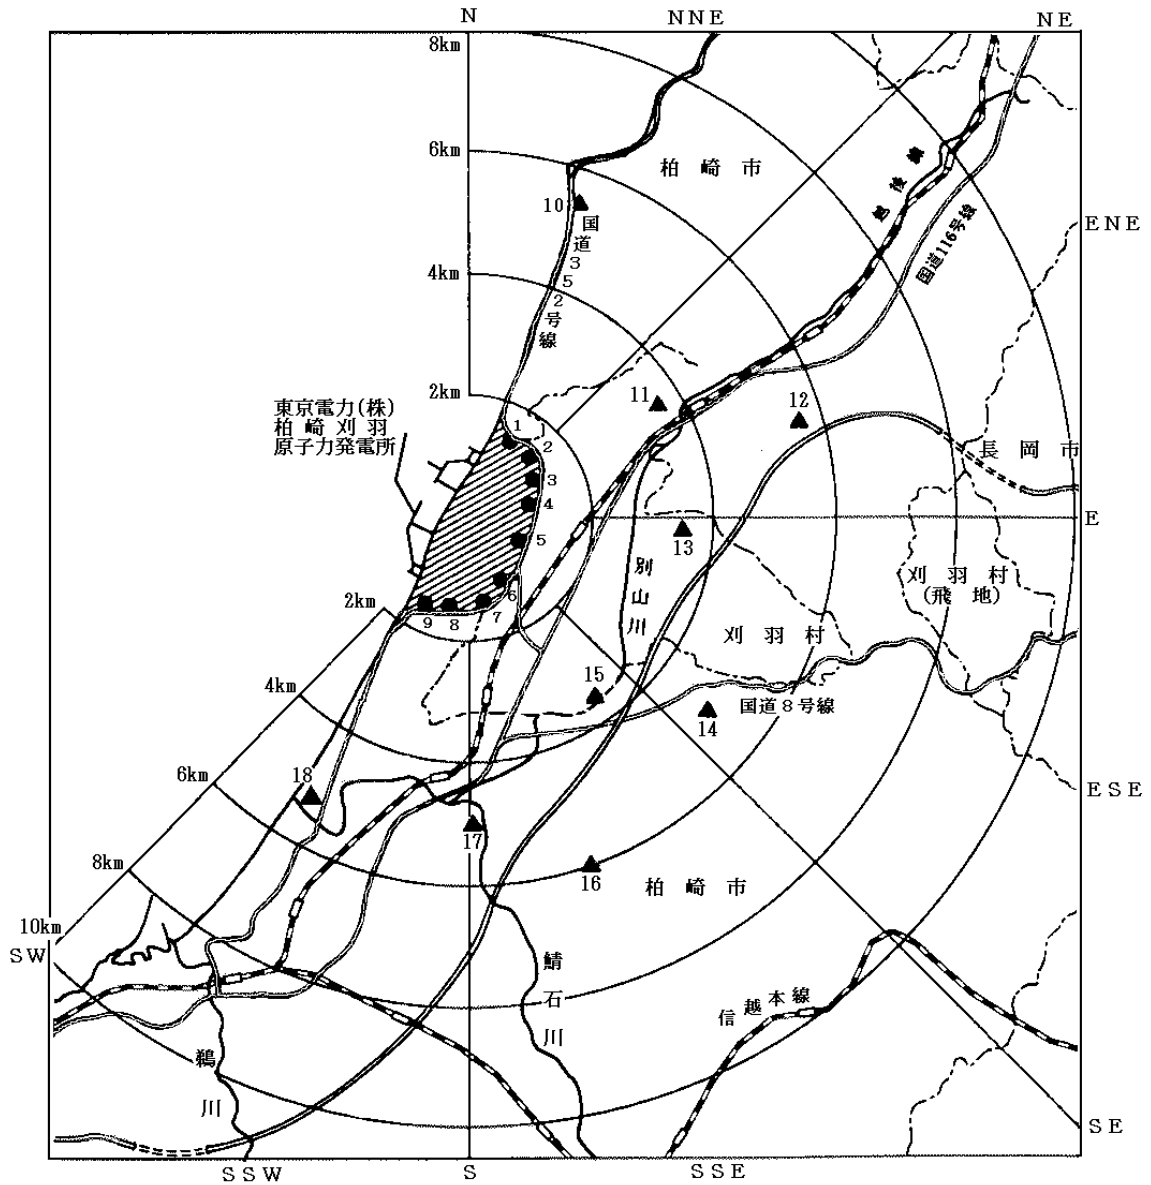 N
NNE
NE
8km
6km
柏崎市
越後線
10
国道352号線
国道116号線
ENE
4km
2km
11
12
東京電力(株)
柏崎刈羽
原子力発電所
1
2
3
4
5
6
7
8
9
長岡市
E
13
別山川
刈羽村
(飛地)
2km
刈羽村
15
4km
国道8号線
14
6km
18
ESE
17
8km
16
柏崎市
10km
SW
鯖石川
信越本線
鵜川
SE
SSW
S
SSE